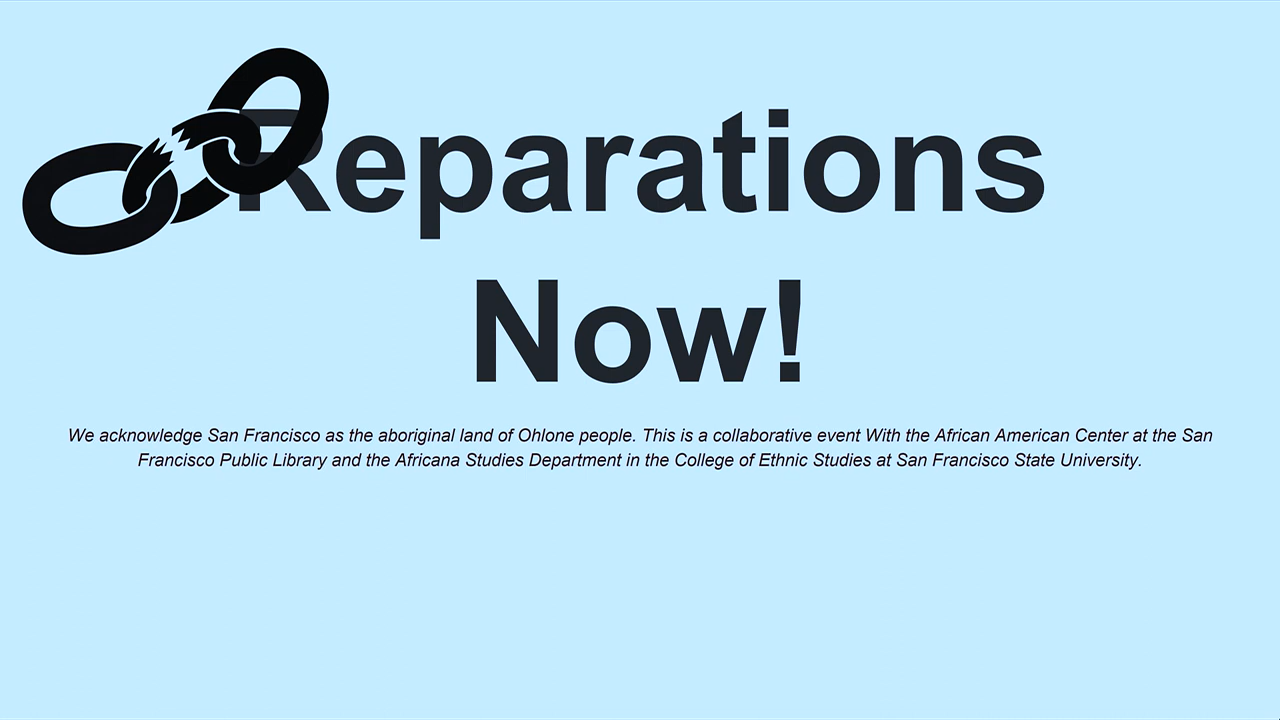 Reparations
Now!
We acknowledge San Francisco as the aboriginal land of Ohlone people. This is a collaborative event With the African American Center at the San
Francisco Public Library and the Africana Studies Department in the College of Ethnic Studies at San Francisco State University.